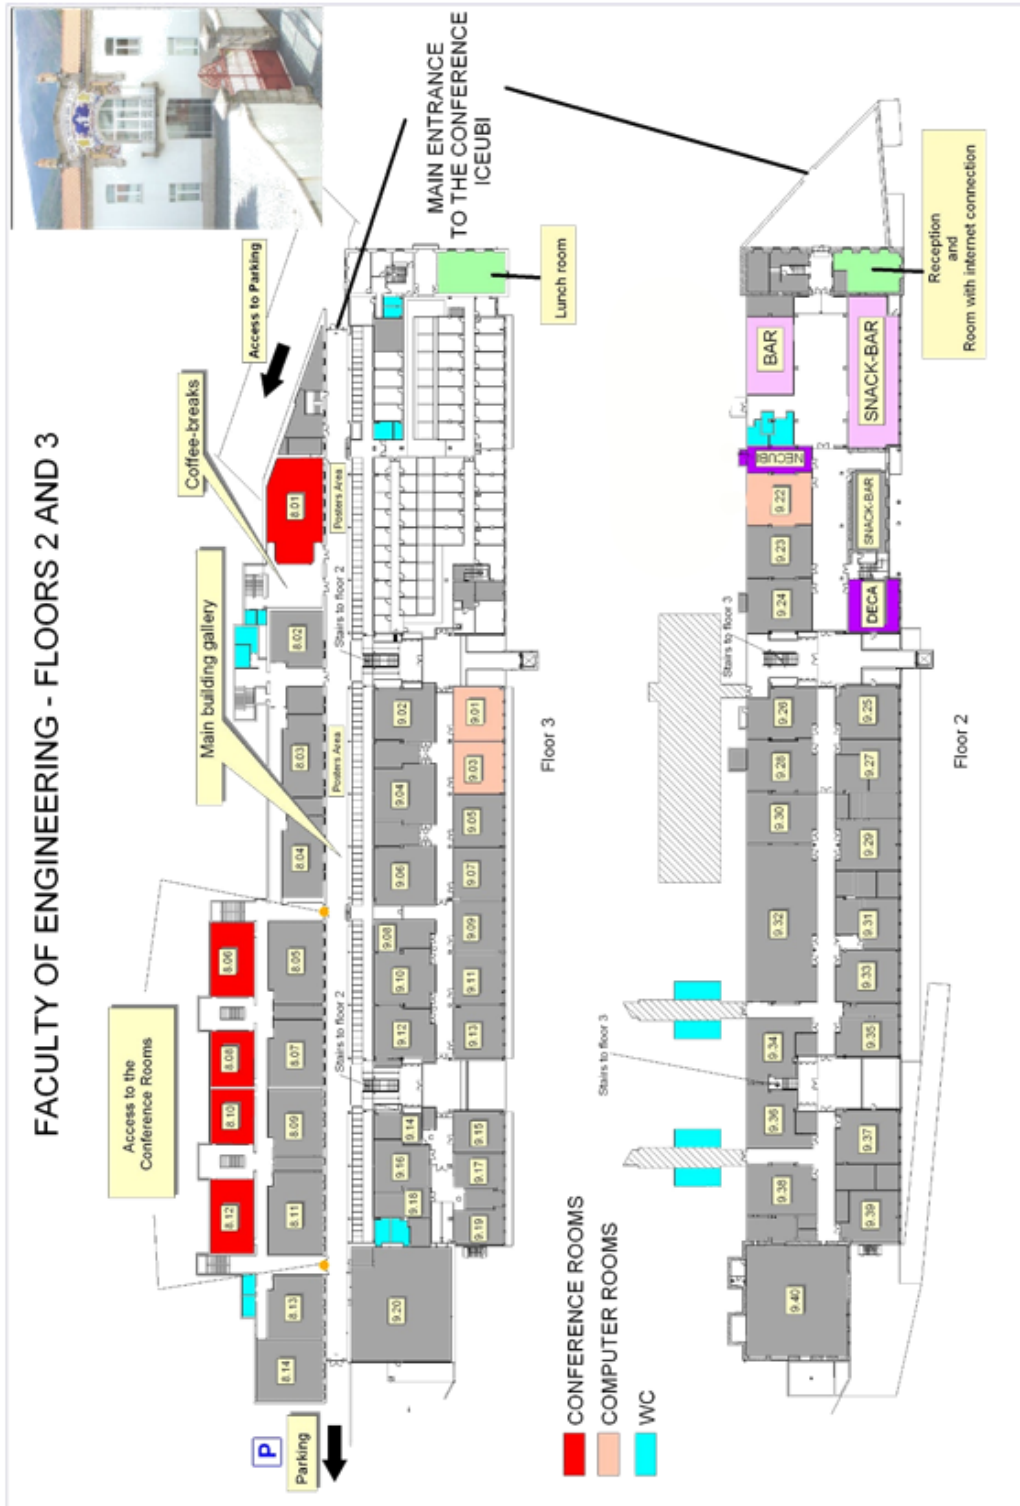 FACULTY OF ENGINEERING - FLOORS 2 AND 3
Access to the
Conference Rooms
Main building gallery
Coffee-breaks
Access to Parking
MAIN ENTRANCE
TO THE CONFERENCE
ICEUBI
P
Parking
8.14
8.13
8.12
8.11
8.10
8.09
8.08
8.07
8.06
8.05
8.04
8.03
8.02
8.01
Posters Area
Posters Area
Stairs to floor 2
Stairs to floor 2
9.20
9.18
9.16
9.14
9.12
9.10
9.08
9.06
9.04
9.02
9.19
9.17
9.15
9.13
9.11
9.09
9.07
9.05
9.03
9.01
Lunch room
Floor 3
CONFERENCE ROOMS
COMPUTER ROOMS
WC
Stairs to floor 3
Stairs to floor 3
9.40
9.38
9.36
9.34
9.32
9.30
9.28
9.26
9.24
9.23
9.22
NECUBI
BAR
9.39
9.37
9.35
9.33
9.31
9.29
9.27
9.25
DECA
SNACK-BAR
SNACK-BAR
Reception
and
Room with internet connection
Floor 2